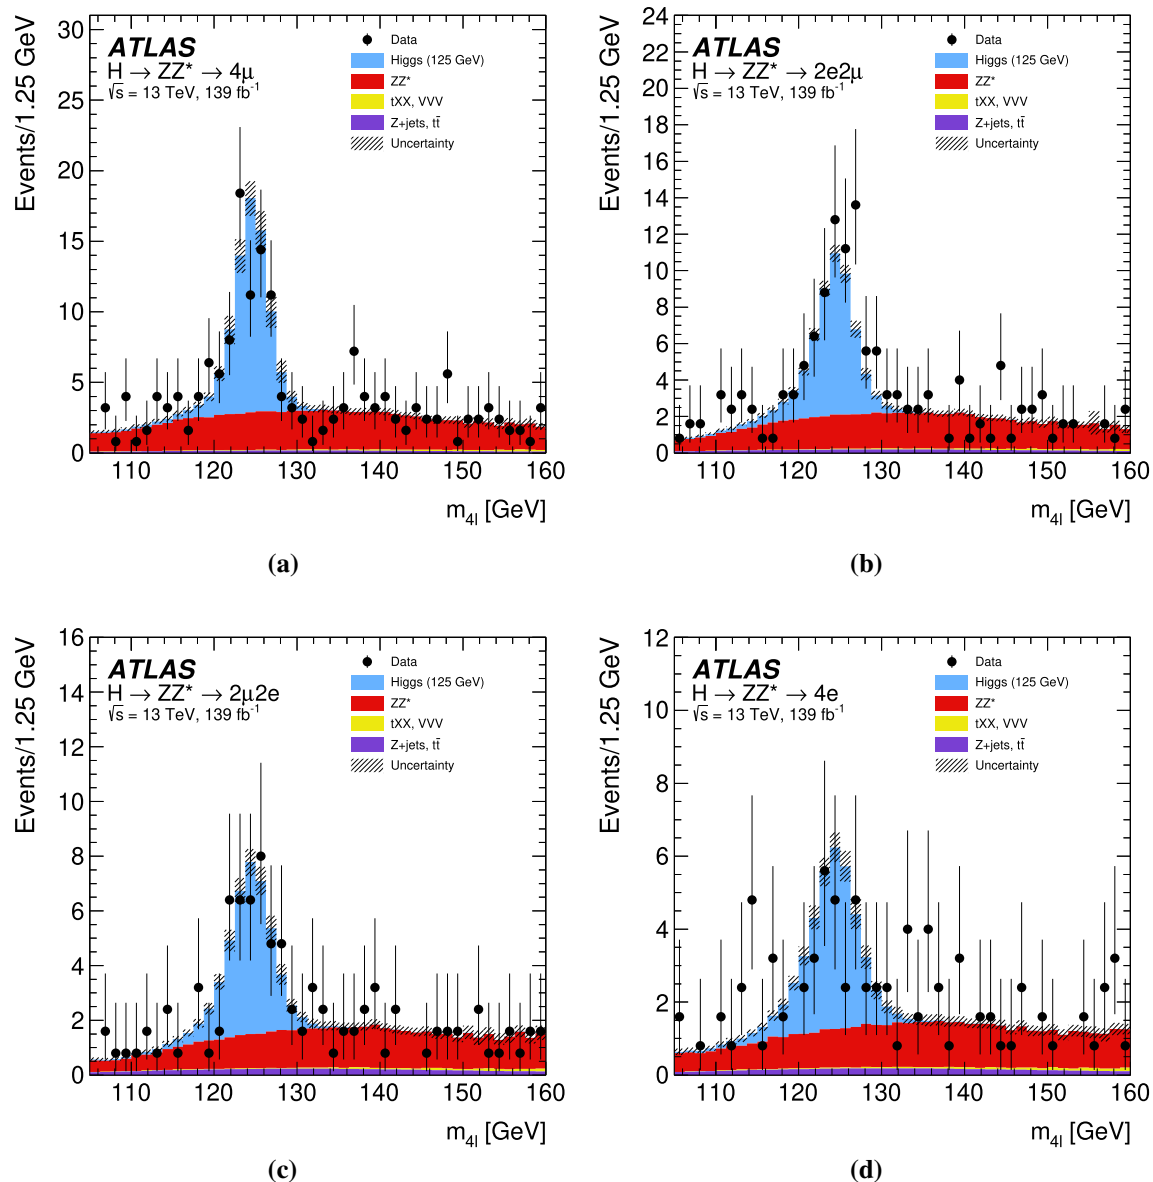 ATLAS
H → ZZ* → 4μ
√s = 13 TeV, 139 fb⁻¹
Data
Higgs (125 GeV)
ZZ*
tXX, VVV
Z+jets, tt̄
Uncertainty
Events/1.25 GeV
30
25
20
15
10
5
0
110 120 130 140 150 160
m4l [GeV]
(a)
ATLAS
H → ZZ* → 2e2μ
√s = 13 TeV, 139 fb⁻¹
Data
Higgs (125 GeV)
ZZ*
tXX, VVV
Z+jets, tt̄
Uncertainty
Events/1.25 GeV
24
22
20
18
16
14
12
10
8
6
4
2
0
110 120 130 140 150 160
m4l [GeV]
(b)
ATLAS
H → ZZ* → 2μ2e
√s = 13 TeV, 139 fb⁻¹
Data
Higgs (125 GeV)
ZZ*
tXX, VVV
Z+jets, tt̄
Uncertainty
Events/1.25 GeV
16
14
12
10
8
6
4
2
0
110 120 130 140 150 160
m4l [GeV]
(c)
ATLAS
H → ZZ* → 4e
√s = 13 TeV, 139 fb⁻¹
Data
Higgs (125 GeV)
ZZ*
tXX, VVV
Z+jets, tt̄
Uncertainty
Events/1.25 GeV
12
10
8
6
4
2
0
110 120 130 140 150 160
m4l [GeV]
(d)